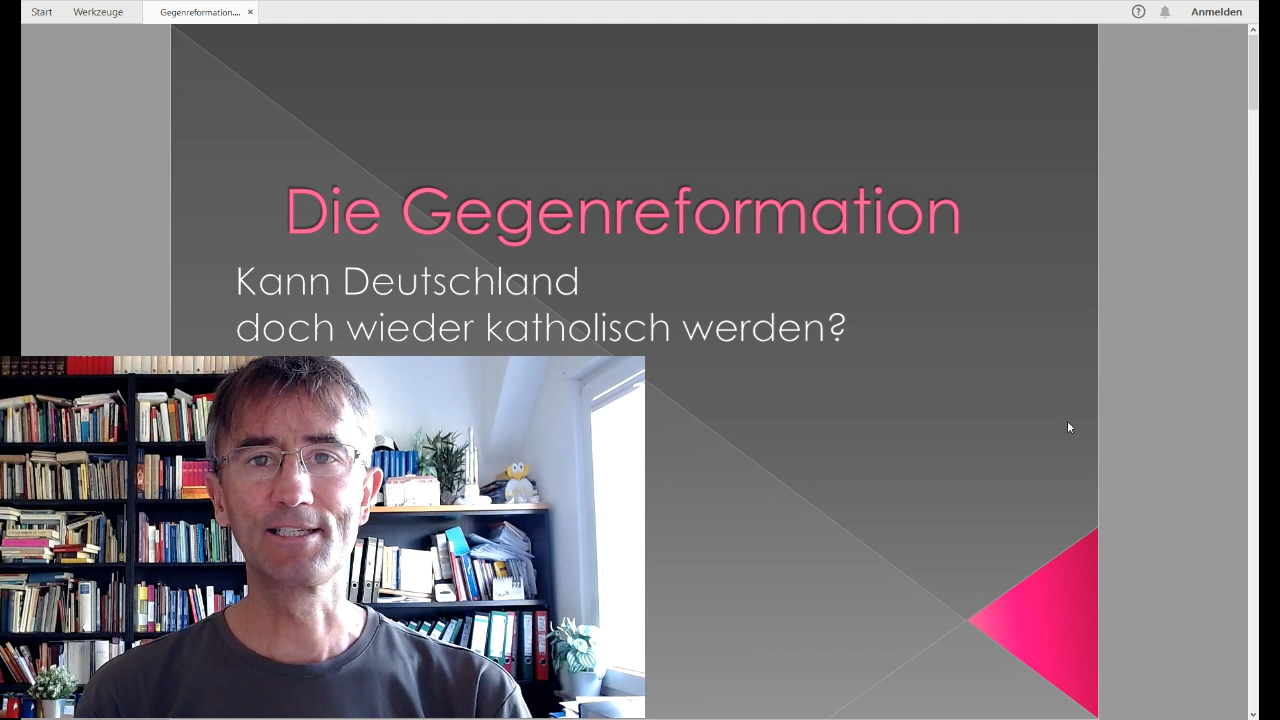 Start Werkzeuge Gegenreformation.... × ? Anmelden
Die Gegenreformation
Kann Deutschland
doch wieder katholisch werden?